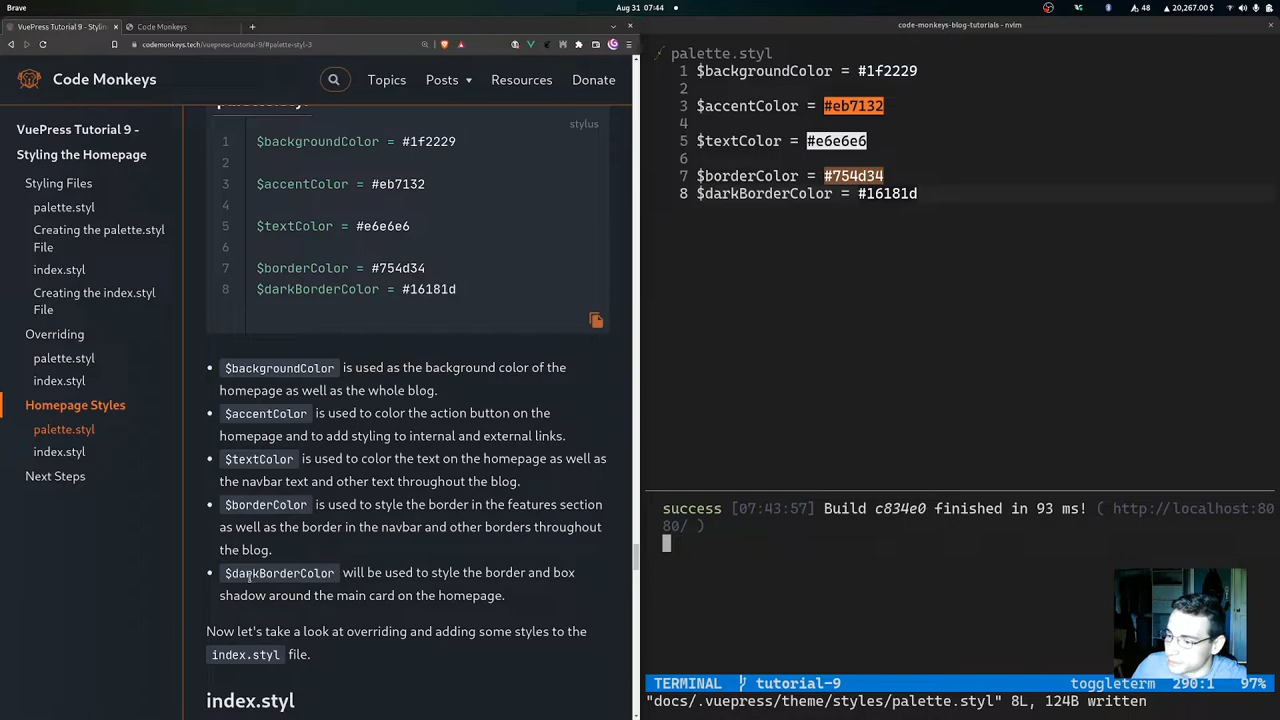 Brave
Aug 31 07:44
48
20,267.00 $
VuePress Tutorial 9 - Stylin
Code Monkeys
codemonkeys.tech/vuepress-tutorial-9/#palette-styl-3
Code Monkeys
Topics
Posts
Resources
Donate
VuePress Tutorial 9 -
Styling the Homepage
Styling Files
palette.styl
Creating the palette.styl
File
index.styl
Creating the index.styl
File
Overriding
palette.styl
index.styl
Homepage Styles
palette.styl
index.styl
Next Steps
palette.styl
stylus
1 $backgroundColor = #1f2229
2
3 $accentColor = #eb7132
4
5 $textColor = #e6e6e6
6
7 $borderColor = #754d34
8 $darkBorderColor = #16181d
• $backgroundColor is used as the background color of the
homepage as well as the whole blog.
• $accentColor is used to color the action button on the
homepage and to add styling to internal and external links.
• $textColor is used to color the text on the homepage as well as
the navbar text and other text throughout the blog.
• $borderColor is used to style the border in the features section
as well as the border in the navbar and other borders throughout
the blog.
• $darkBorderColor will be used to style the border and box
shadow around the main card on the homepage.
Now let's take a look at overriding and adding some styles to the
index.styl file.
index.styl
code-monkeys-blog-tutorials - nvim
palette.styl
1 $backgroundColor = #1f2229
2
3 $accentColor = #eb7132
4
5 $textColor = #e6e6e6
6
7 $borderColor = #754d34
8 $darkBorderColor = #16181d
success [07:43:57] Build c834e0 finished in 93 ms! ( http://localhost:80
80/ )
TERMINAL tutorial-9 toggleterm 290:1 97%
"docs/.vuepress/theme/styles/palette.styl" 8L, 124B written